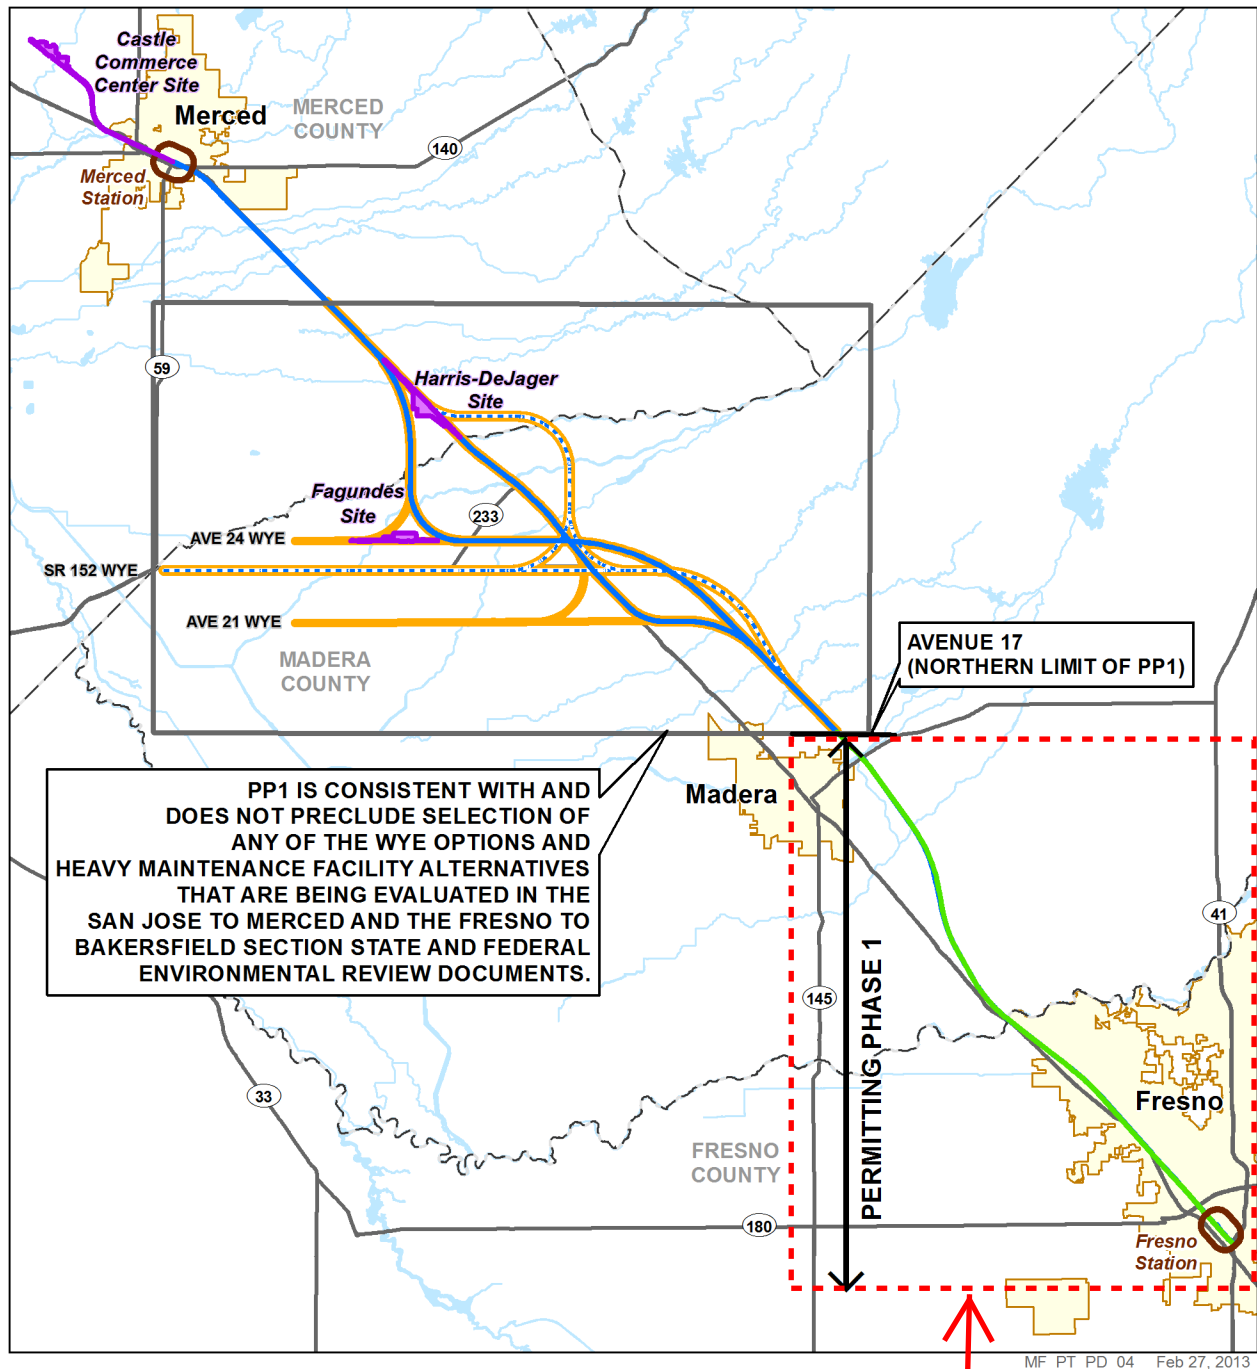 Castle
Commerce
Center Site
Merced
MERCED
COUNTY
140
Merced
Station
59
Harris-DeJager
Site
Fagundes
Site
233
AVE 24 WYE
SR 152 WYE
AVE 21 WYE
MADERA
COUNTY
AVENUE 17
(NORTHERN LIMIT OF PP1)
PP1 IS CONSISTENT WITH AND
DOES NOT PRECLUDE SELECTION OF
ANY OF THE WYE OPTIONS AND
HEAVY MAINTENANCE FACILITY ALTERNATIVES
THAT ARE BEING EVALUATED IN THE
SAN JOSE TO MERCED AND THE FRESNO TO
BAKERSFIELD SECTION STATE AND FEDERAL
ENVIRONMENTAL REVIEW DOCUMENTS.
Madera
41
145
PERMITTING PHASE 1
33
Fresno
FRESNO
COUNTY
180
Fresno
Station
MF_PT_PD_04 Feb 27, 2013